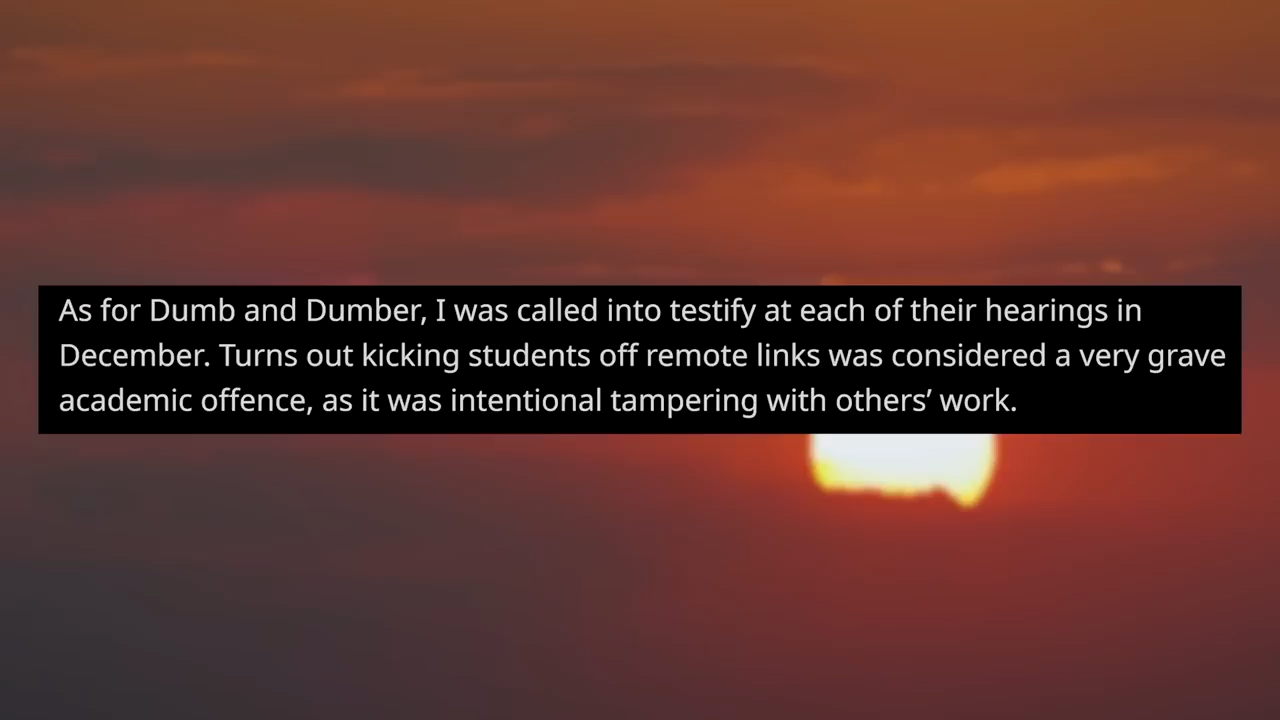 As for Dumb and Dumber, I was called into testify at each of their hearings in
December. Turns out kicking students off remote links was considered a very grave
academic offence, as it was intentional tampering with others’ work.